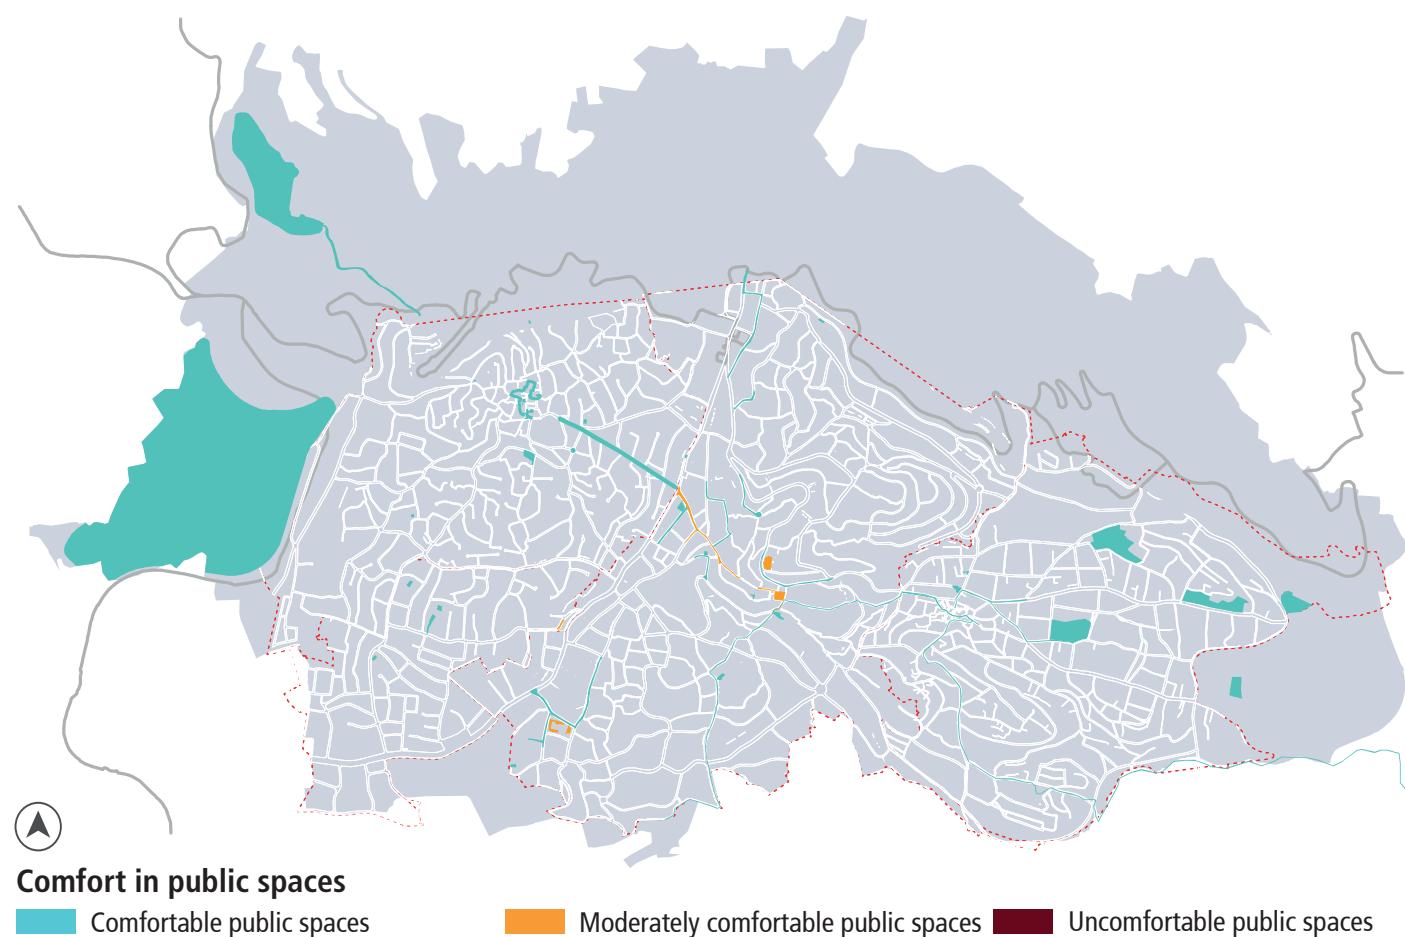 Comfort in public spaces
Comfortable public spaces
Moderately comfortable public spaces
Uncomfortable public spaces